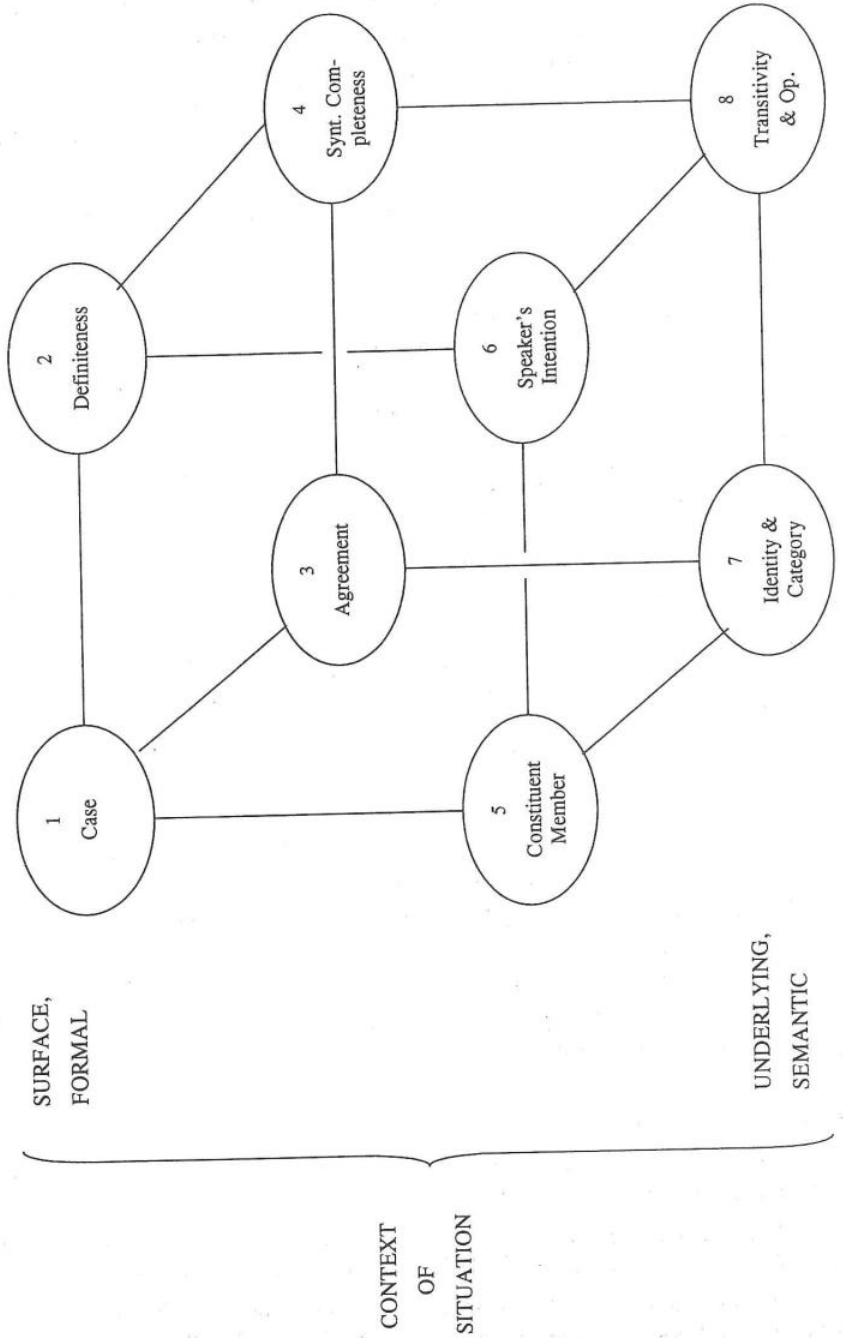 CONTEXT
OF
SITUATION
SURFACE,
FORMAL
UNDERLYING,
SEMANTIC
1
Case
2
Definiteness
3
Agreement
4
Synt. Com-
pleteness
5
Constituent
Member
6
Speaker's
Intention
7
Identity &
Category
8
Transitivity
& Op.